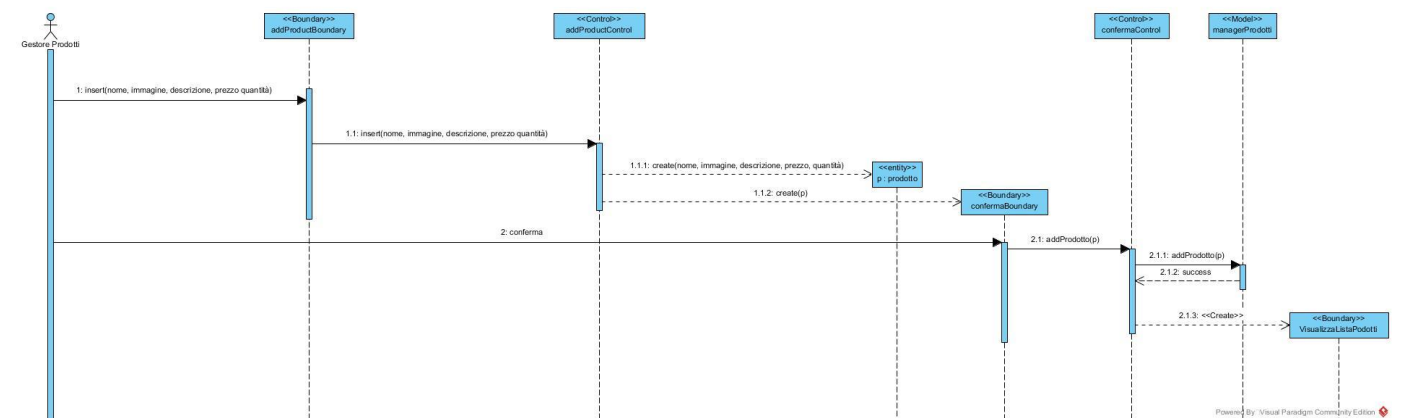 <<Boundary>>
addProductBoundary
<<Control>>
addProductControl
<<Control>>
confermaControl
<<Model>>
managerProdotti
Gestore Prodotti
1: insert(nome, immagine, descrizione, prezzo quantità)
1.1: insert(nome, immagine, descrizione, prezzo quantità)
1.1.1: create(nome, immagine, descrizione, prezzo, quantità)
<<entity>>
p : prodotto
1.1.2: create(p)
<<Boundary>>
confermaBoundary
2: conferma
2.1: addProdotto(p)
2.1.1: addProdotto(p)
2.1.2: success
2.1.3: <<Create>>
<<Boundary>>
VisualizzaListaPodotti
Powered By Visual Paradigm Community Edition